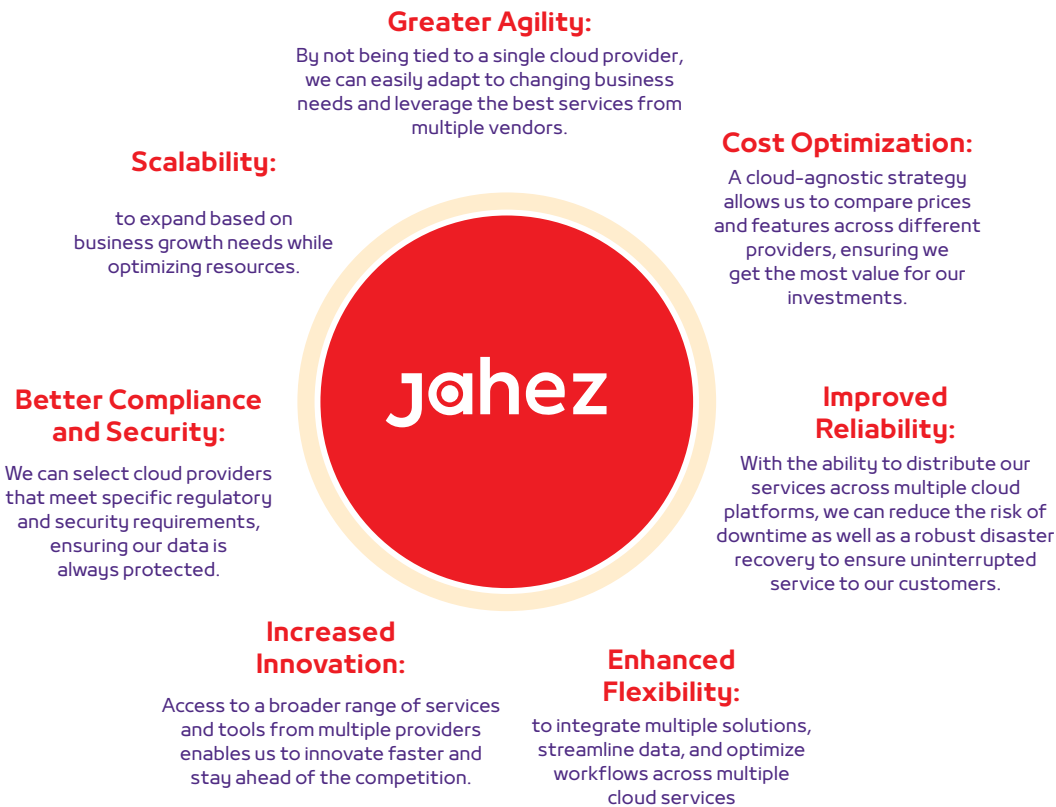 Greater Agility:
By not being tied to a single cloud provider,
we can easily adapt to changing business
needs and leverage the best services from
multiple vendors.
Cost Optimization:
A cloud-agnostic strategy
allows us to compare prices
and features across different
providers, ensuring we
get the most value for our
investments.
Improved
Reliability:
With the ability to distribute our
services across multiple cloud
platforms, we can reduce the risk of
downtime as well as a robust disaster
recovery to ensure uninterrupted
service to our customers.
Enhanced
Flexibility:
to integrate multiple solutions,
streamline data, and optimize
workflows across multiple
cloud services
Increased
Innovation:
Access to a broader range of services
and tools from multiple providers
enables us to innovate faster and
stay ahead of the competition.
Better Compliance
and Security:
We can select cloud providers
that meet specific regulatory
and security requirements,
ensuring our data is
always protected.
Scalability:
to expand based on
business growth needs while
optimizing resources.
jahez